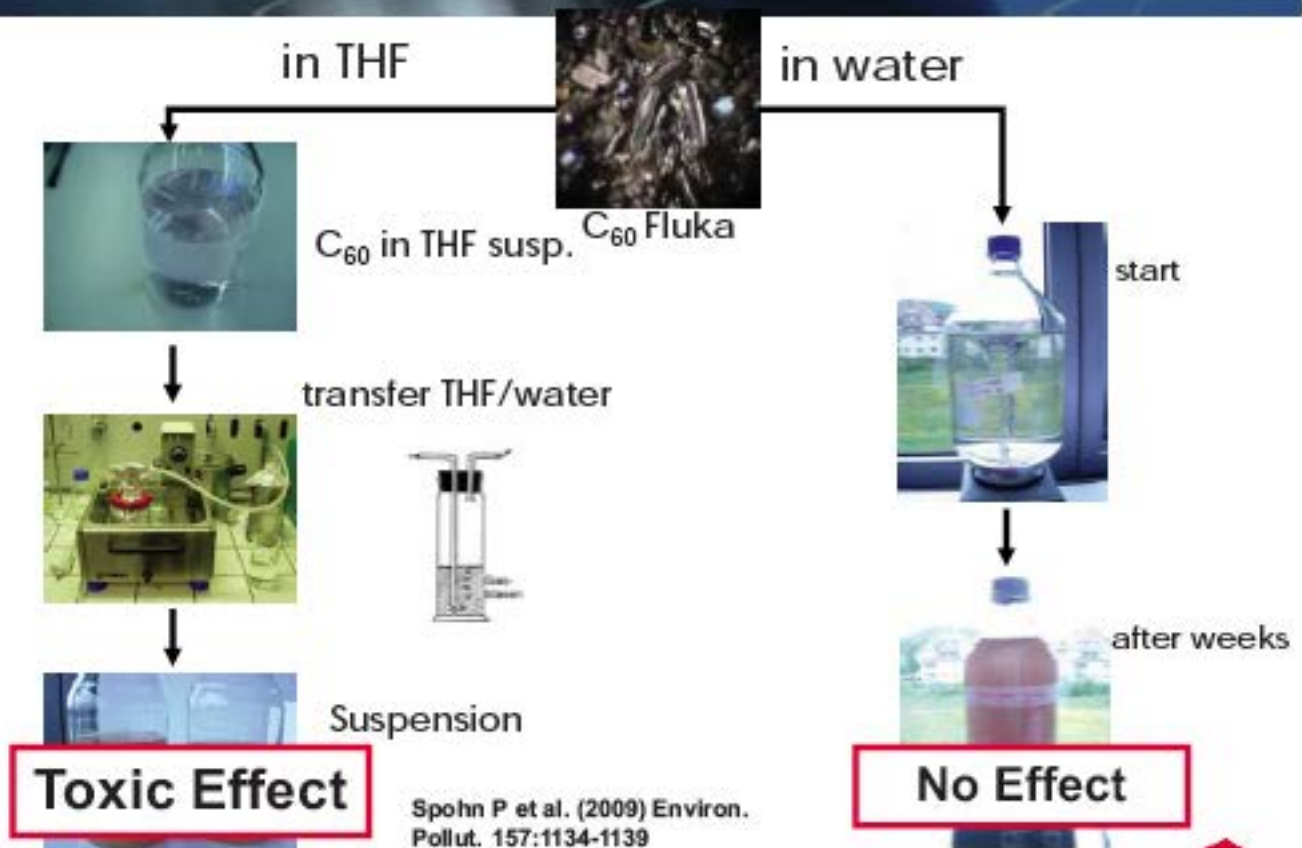 in THF
in water
C₆₀ Fluka
C₆₀ in THF susp.
start
transfer THF/water
after weeks
Suspension
Toxic Effect
No Effect
Spohn P et al. (2009) Environ.
Pollut. 157:1134-1139